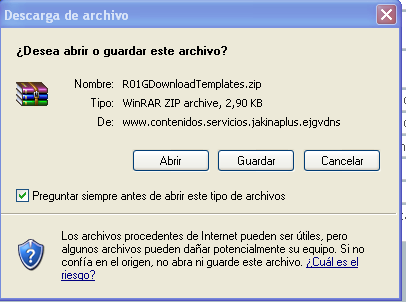 Descarga de archivo
¿Desea abrir o guardar este archivo?
Nombre: R01GDownloadTemplates.zip
Tipo: WinRAR ZIP archive, 2,90 KB
De: www.contenidos.servicios.jakinaplus.ejgvdns
Abrir Guardar Cancelar
Preguntar siempre antes de abrir este tipo de archivos
Los archivos procedentes de Internet pueden ser útiles, pero
algunos archivos pueden dañar potencialmente su equipo. Si no
confía en el origen, no abra ni guarde este archivo. ¿Cuál es el
riesgo?